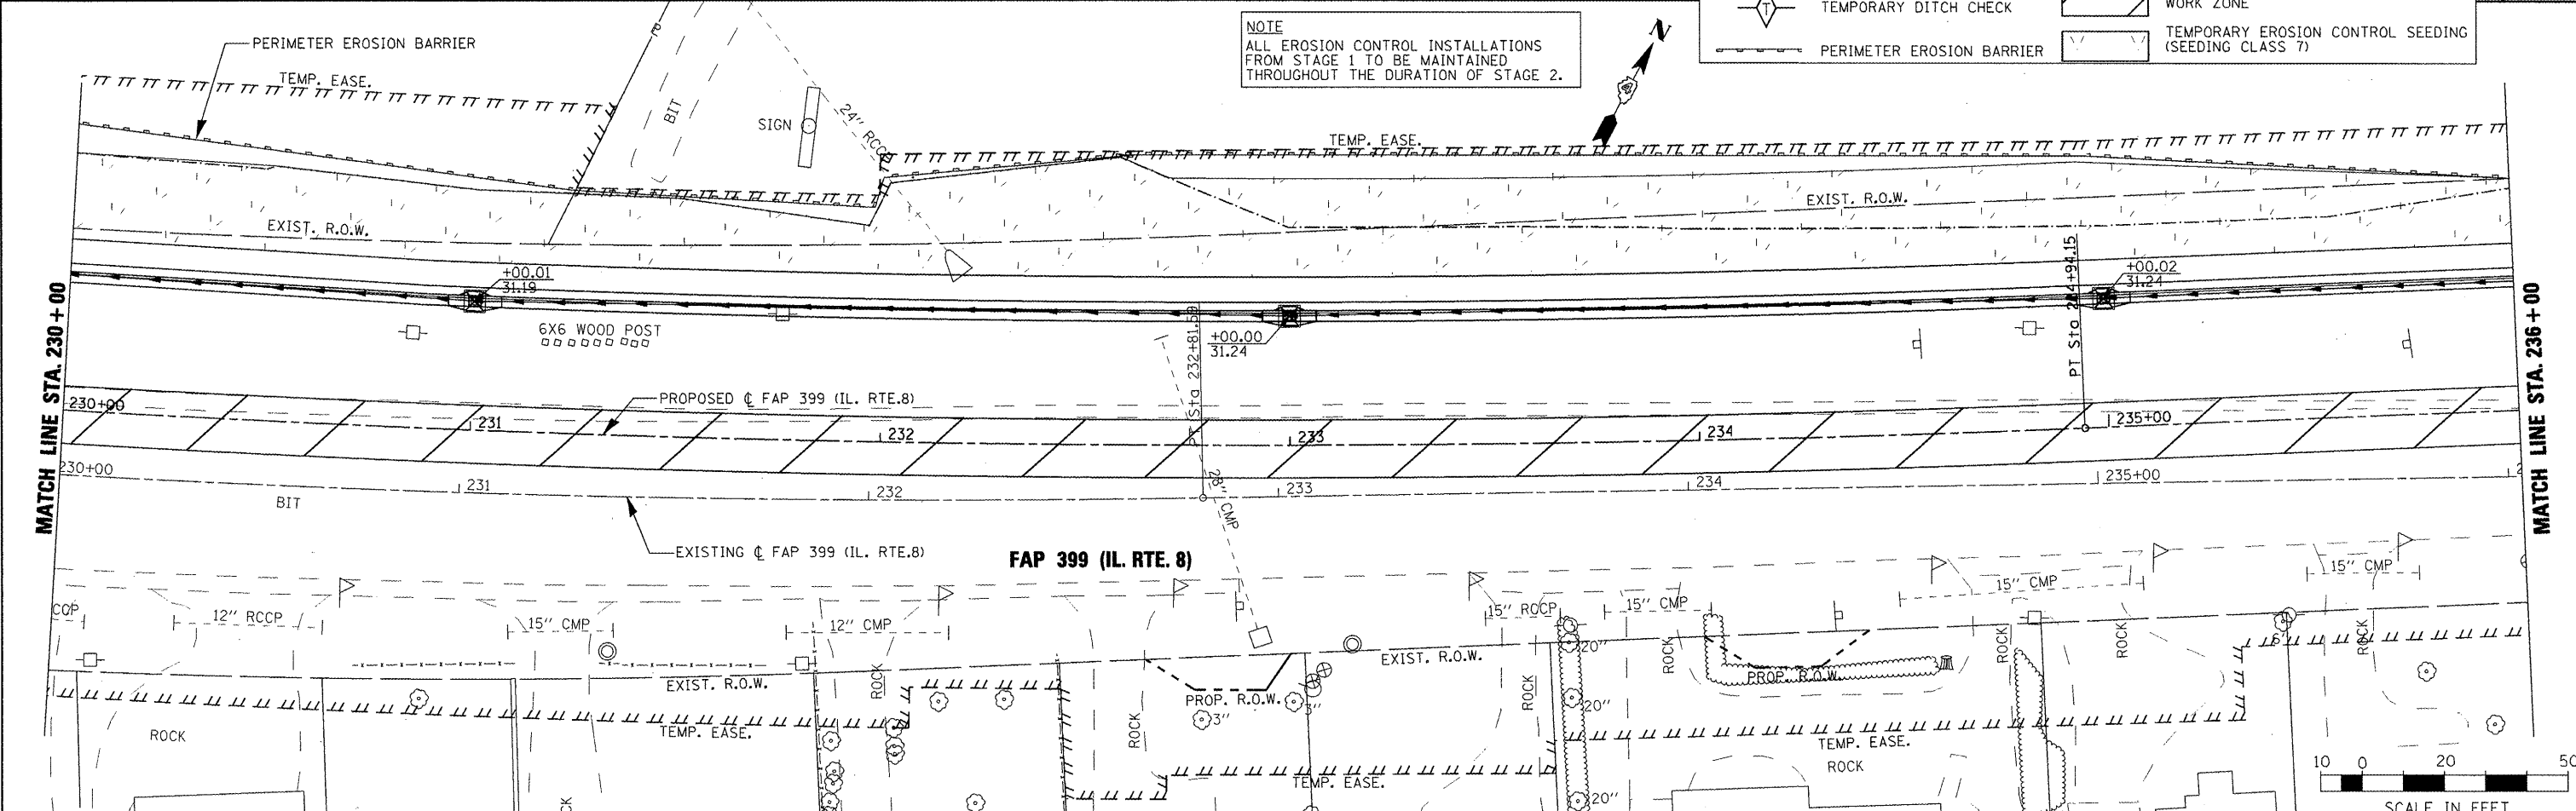 PERIMETER EROSION BARRIER
TEMP. EASE.
P
BIT
SIGN
24" RCCP
NOTE
ALL EROSION CONTROL INSTALLATIONS
FROM STAGE 1 TO BE MAINTAINED
THROUGHOUT THE DURATION OF STAGE 2.
N
T
TEMPORARY DITCH CHECK
WORK ZONE
PERIMETER EROSION BARRIER
TEMPORARY EROSION CONTROL SEEDING
(SEEDING CLASS 7)
TEMP. EASE.
EXIST. R.O.W.
EXIST. R.O.W.
MATCH LINE STA. 230+00
+00.01
31.19
6X6 WOOD POST
PT Sta 232+81.59
+00.00
31.24
PT Sta 234+94.15
+00.02
31.24
MATCH LINE STA. 236+00
230+00
231
PROPOSED ℄ FAP 399 (IL. RTE.8)
232
233
234
235+00
230+00
BIT
231
232
28" CMP
233
234
235+00
EXISTING ℄ FAP 399 (IL. RTE.8)
FAP 399 (IL. RTE. 8)
CCP
12" RCCP
15" CMP
12" CMP
15" RCCP
15" CMP
15" CMP
15" CMP
EXIST. R.O.W.
EXIST. R.O.W.
ROCK
PROP. R.O.W.
3"
3"
20"
20"
20"
ROCK
ROCK
ROCK
PROP. R.O.W.
ROCK
ROCK
6"
ROCK
ROCK
TEMP. EASE.
TEMP. EASE.
TEMP. EASE.
ROCK
CK
10 0 20 50
SCALE IN FEET